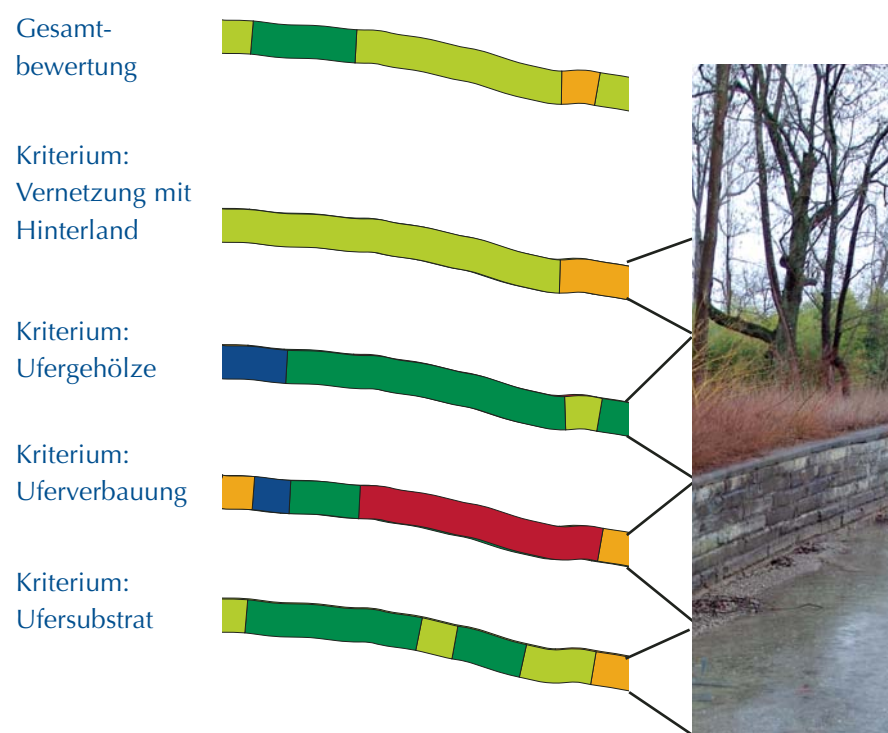 Gesamt-
bewertung
Kriterium:
Vernetzung mit
Hinterland
Kriterium:
Ufergehölze
Kriterium:
Uferverbauung
Kriterium:
Ufersubstrat